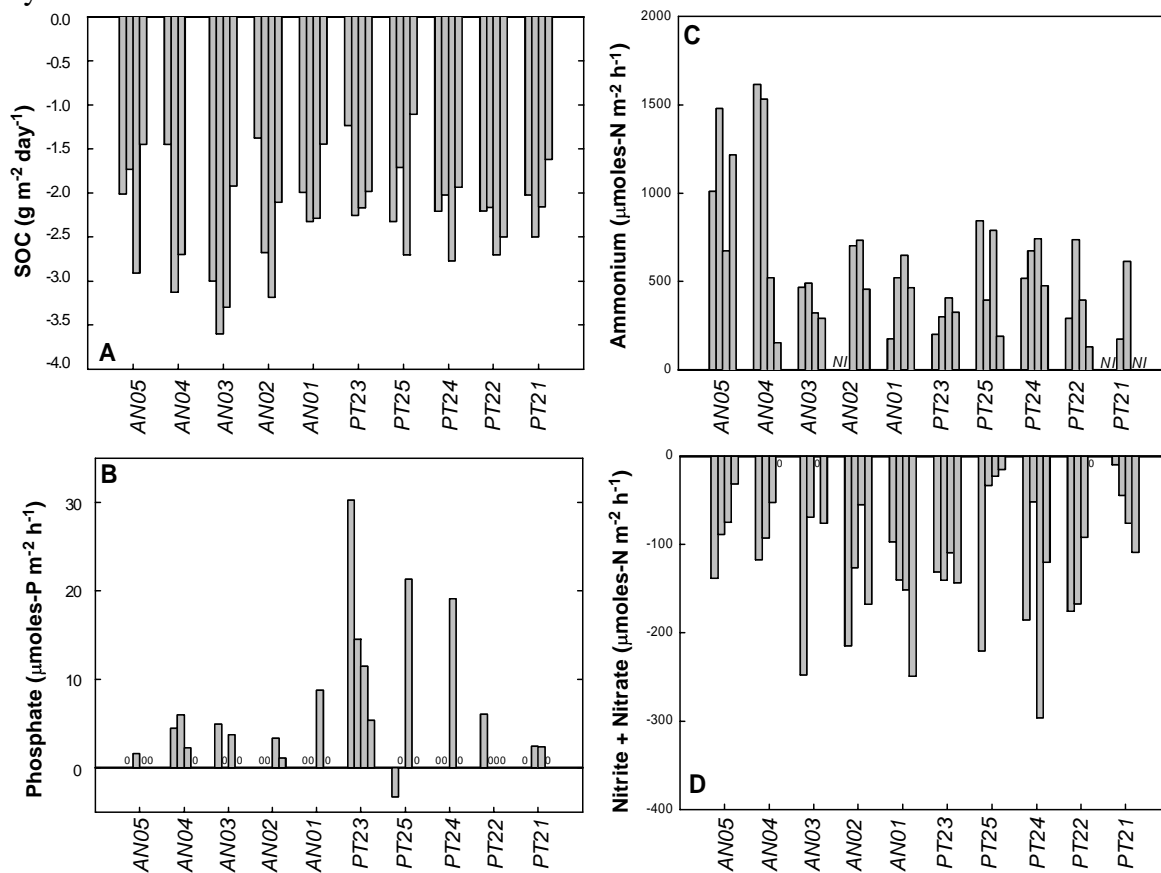 y
0.0
-0.5
-1.0
-1.5
-2.0
-2.5
-3.0
-3.5
-4.0
SOC (g m-2 day-1)
A
AN05 AN04 AN03 AN02 AN01 PT23 PT25 PT24 PT22 PT21
2000
1500
1000
500
0
Ammonium (μmoles-N m-2 h-1)
C
NI NI NI
AN05 AN04 AN03 AN02 AN01 PT23 PT25 PT24 PT22 PT21
30
20
10
0
Phosphate (μmoles-P m-2 h-1)
B
0 00 0 0 0 00 00 0 0 0 00 0 000 0 0
AN05 AN04 AN03 AN02 AN01 PT23 PT25 PT24 PT22 PT21
0
-100
-200
-300
-400
Nitrite + Nitrate (μmoles-N m-2 h-1)
0 0 0
D
AN05 AN04 AN03 AN02 AN01 PT23 PT25 PT24 PT22 PT21